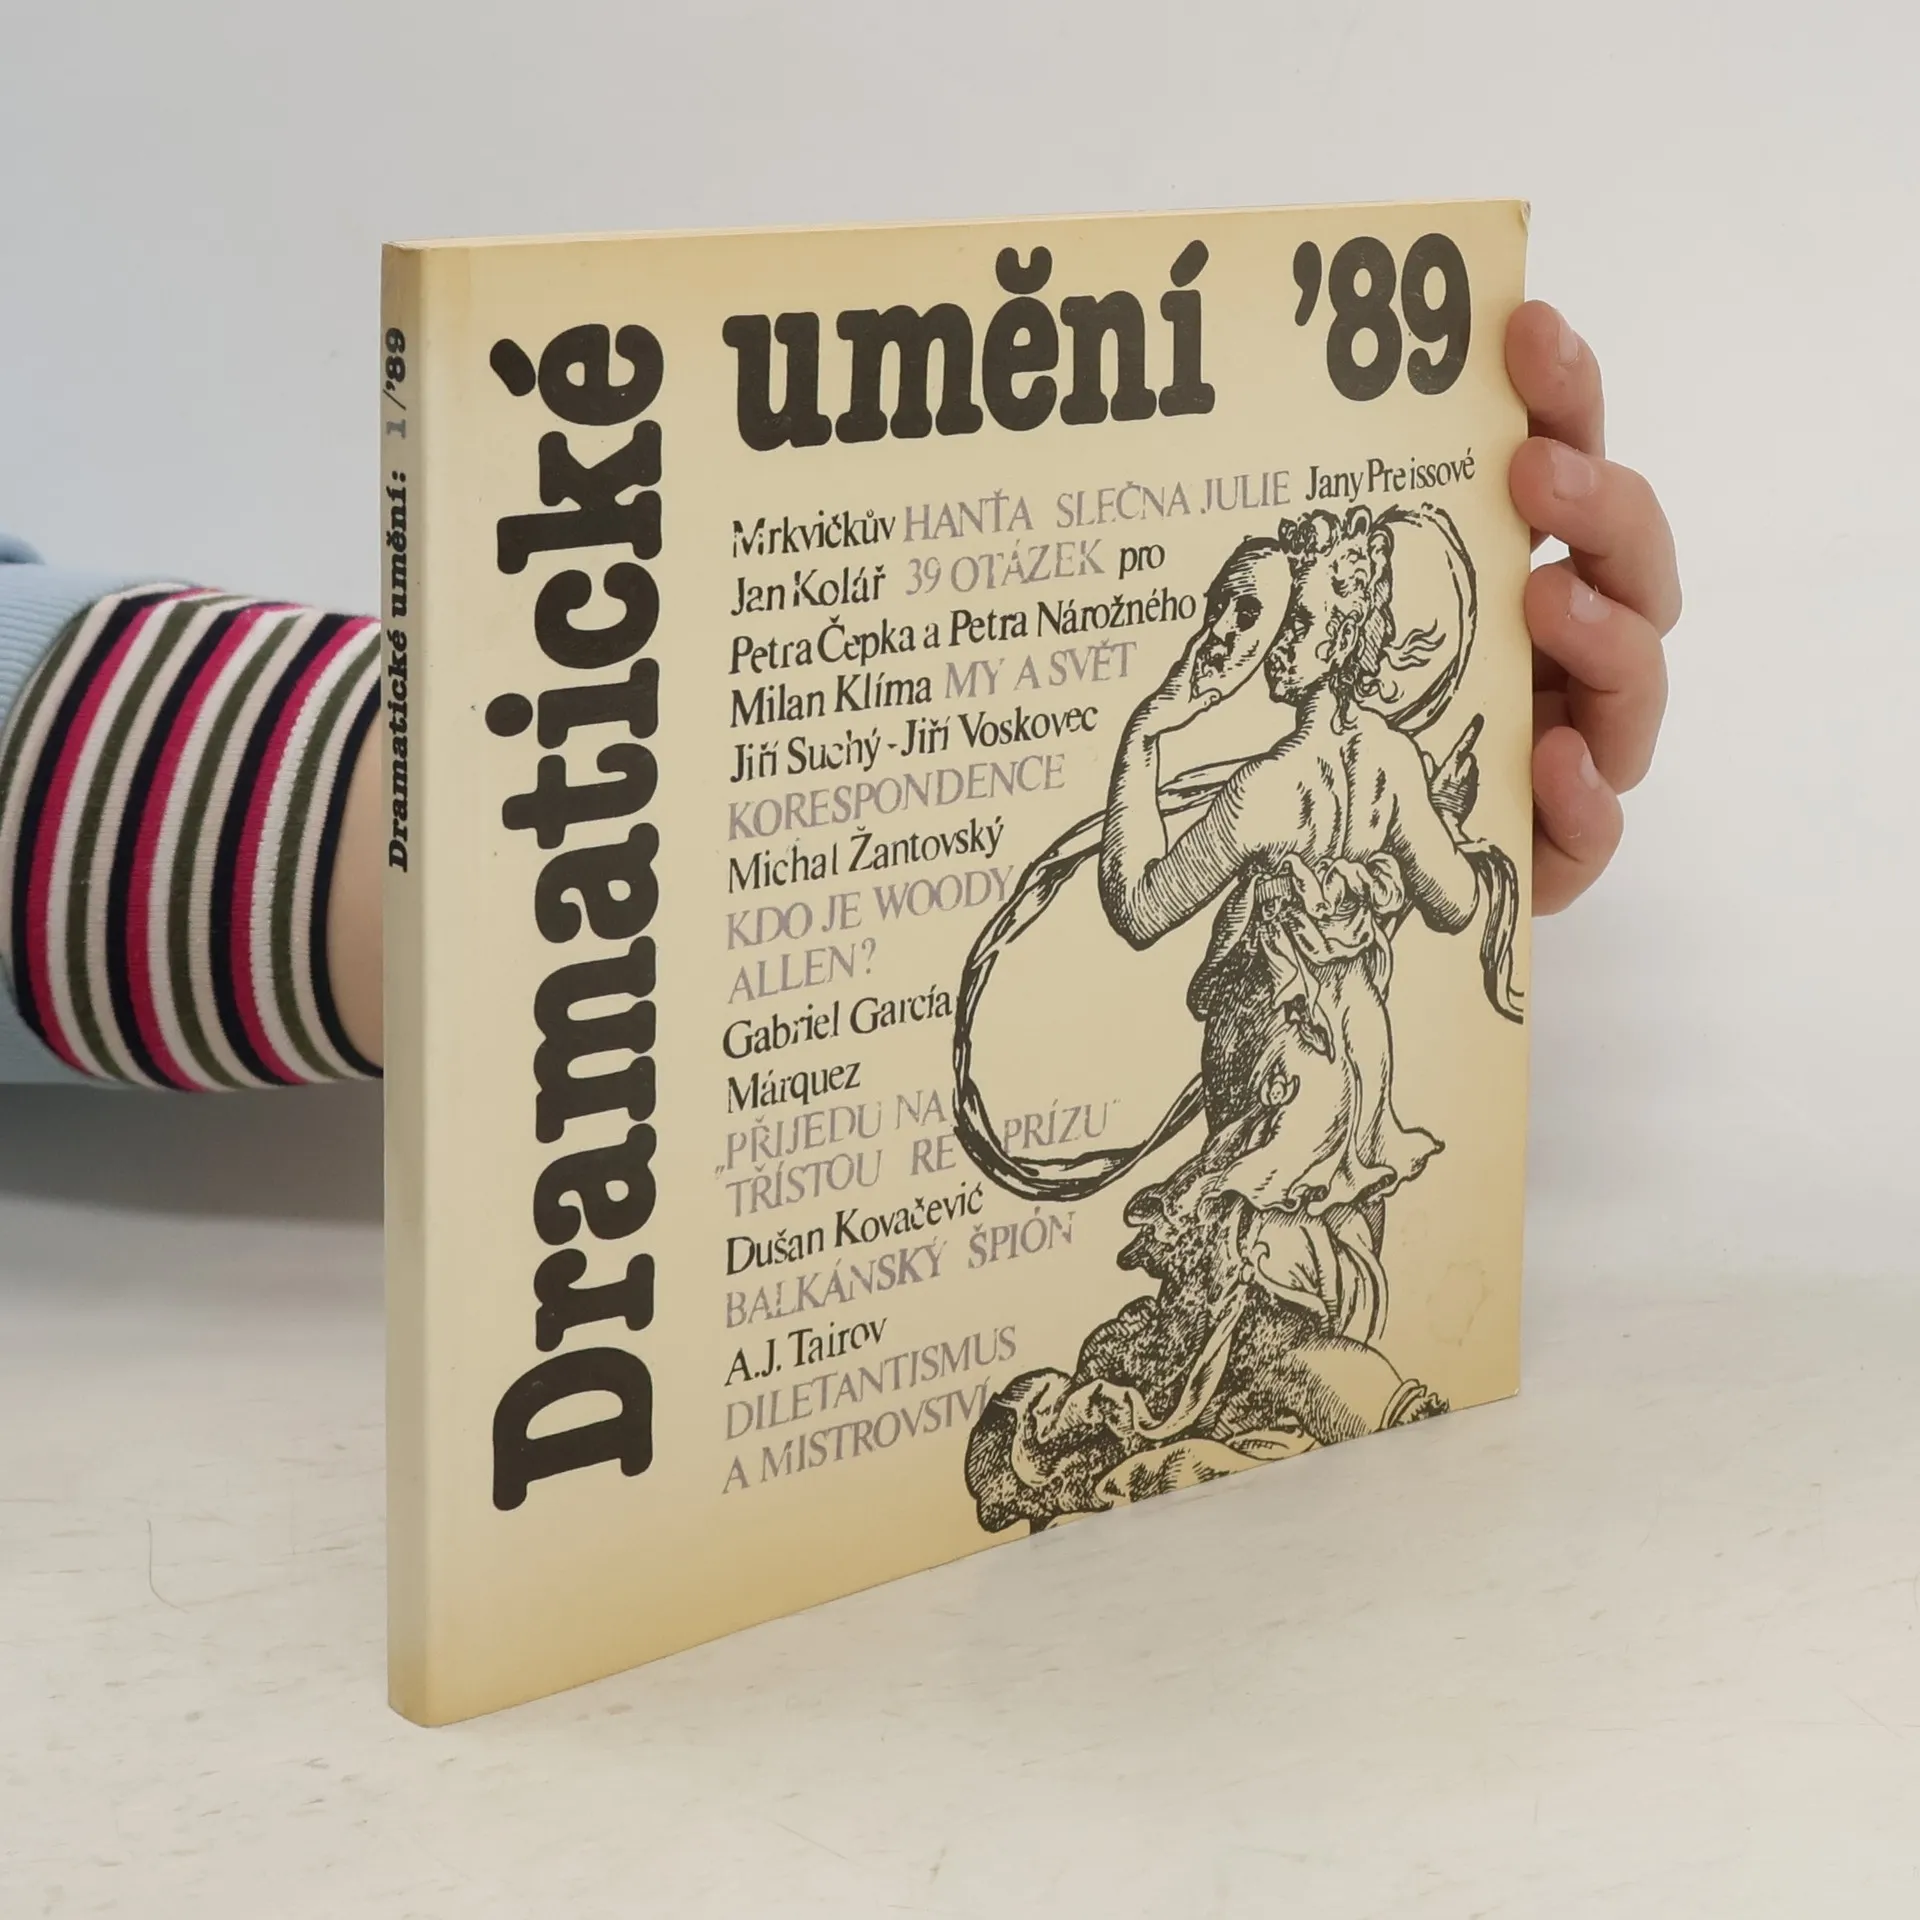 Dramatické umění: 1/'89
Dramatické
umění '89
Mrkvičkův HANŤA SLEČNA JULIE Jany Preissové
Jan Kolář 39 OTÁZEK pro
Petra Čepka a Petra Nárožného
Milan Klíma MY A SVĚT
Jiří Suchý - Jiří Voskovec
KORESPONDENCE
Michal Žantovský
KDO JE WOODY
ALLEN?
Gabriel García
Márquez
„PŘIJEDU NA
TŘÍSTOU REPRÍZU"
Dušan Kovačević
BALKÁNSKÝ ŠPIÓN
A.J. Tairov
DILETANTISMUS
A MISTROVSTVÍ